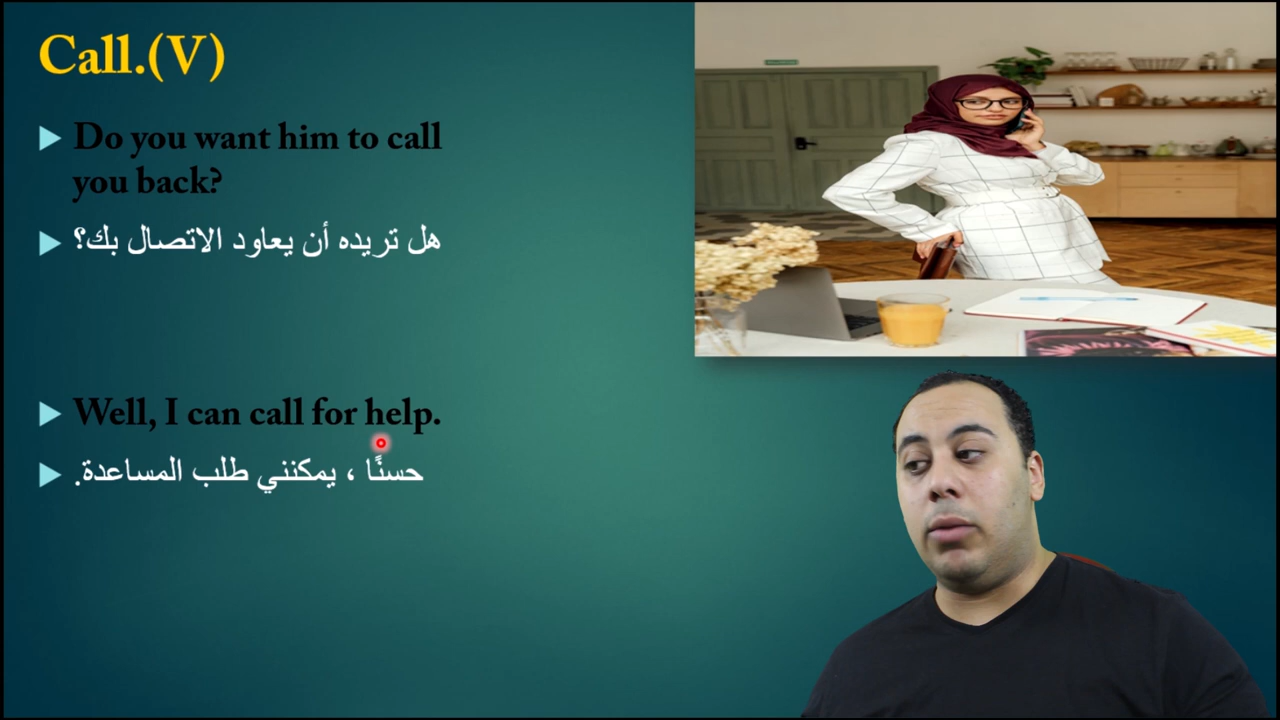 Call.(V)
Do you want him to call
you back?
هل تريده أن يعاود الاتصال بك؟
Well, I can call for help.
حسنًا ، يمكنني طلب المساعدة.